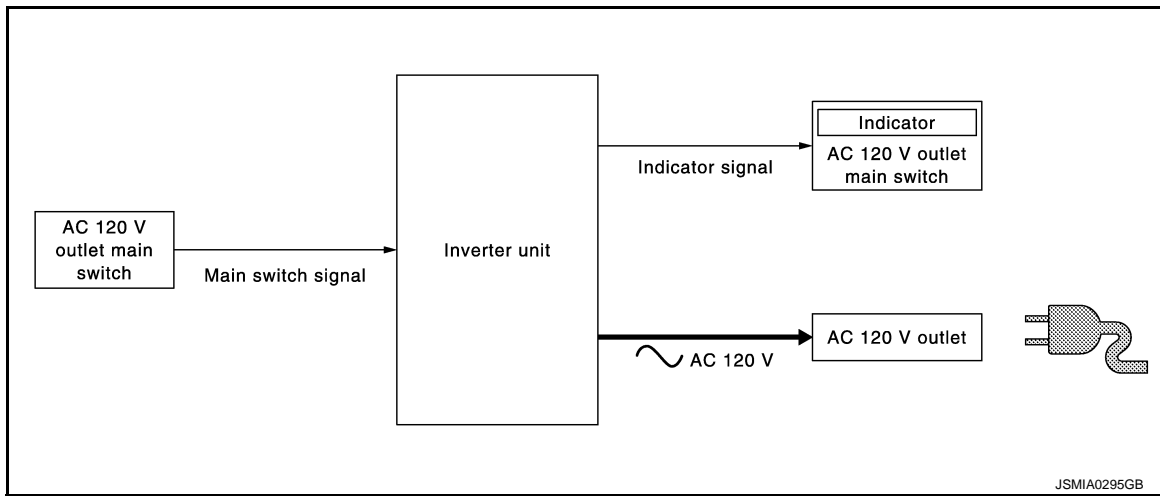 Indicator
AC 120 V outlet
main switch
Indicator signal
AC 120 V
outlet main
switch
Main switch signal
Inverter unit
AC 120 V outlet
AC 120 V
JSMIA0295GB